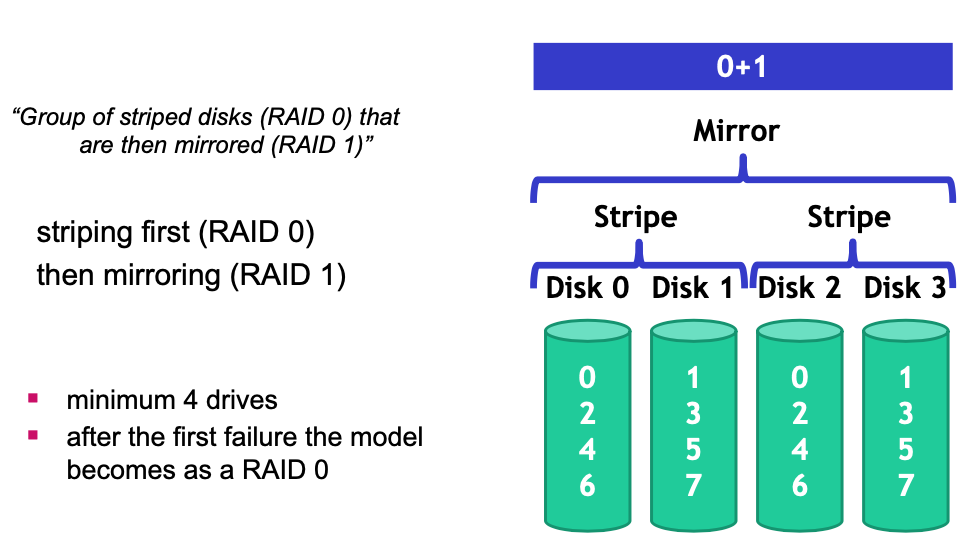 “Group of striped disks (RAID 0) that
are then mirrored (RAID 1)”
striping first (RAID 0)
then mirroring (RAID 1)
▪ minimum 4 drives
▪ after the first failure the model
becomes as a RAID 0
0+1
Mirror
Stripe Stripe
Disk 0 Disk 1 Disk 2 Disk 3
0 1 0 1
2 3 2 3
4 5 4 5
6 7 6 7